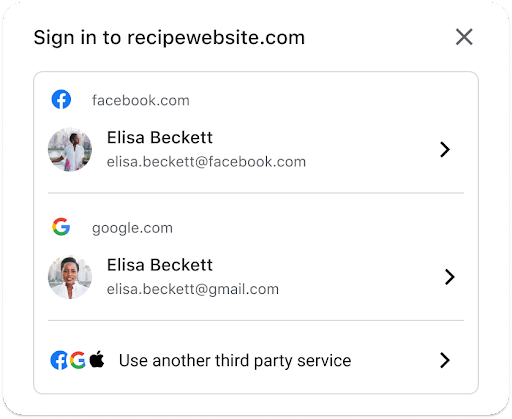 Sign in to recipewebsite.com
facebook.com
Elisa Beckett
elisa.beckett@facebook.com
google.com
Elisa Beckett
elisa.beckett@gmail.com
Use another third party service